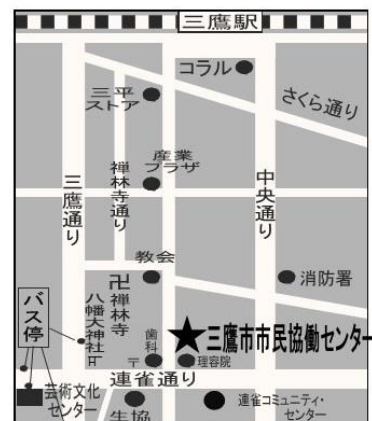 三鷹駅
コラル
三平
ストア
さくら通り
産業
プラザ
禅林寺通り
三鷹通り
中央通り
教会
卍禅林寺
八幡大神社
消防署
バス停
歯科
★三鷹市市民協働センター
〒
理容院
連雀通り
芸術文化
センター
生協
連雀コミュニティ・
センター